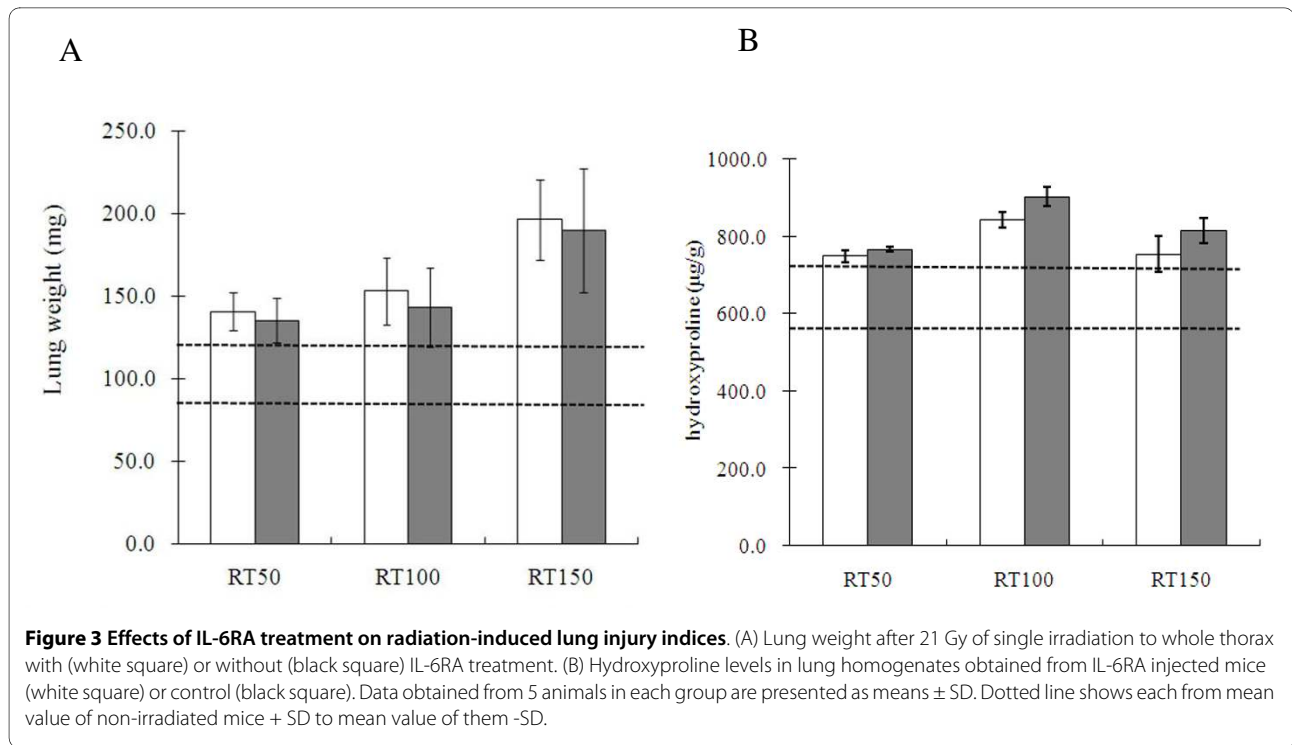 A
B
Lung weight (mg)
250.0
200.0
150.0
100.0
50.0
0.0
RT50 RT100 RT150
hydroxyproline (µg/g)
1000.0
800.0
600.0
400.0
200.0
0.0
RT50 RT100 RT150
Figure 3 Effects of IL-6RA treatment on radiation-induced lung injury indices. (A) Lung weight after 21 Gy of single irradiation to whole thorax
with (white square) or without (black square) IL-6RA treatment. (B) Hydroxyproline levels in lung homogenates obtained from IL-6RA injected mice
(white square) or control (black square). Data obtained from 5 animals in each group are presented as means ± SD. Dotted line shows each from mean
value of non-irradiated mice + SD to mean value of them -SD.